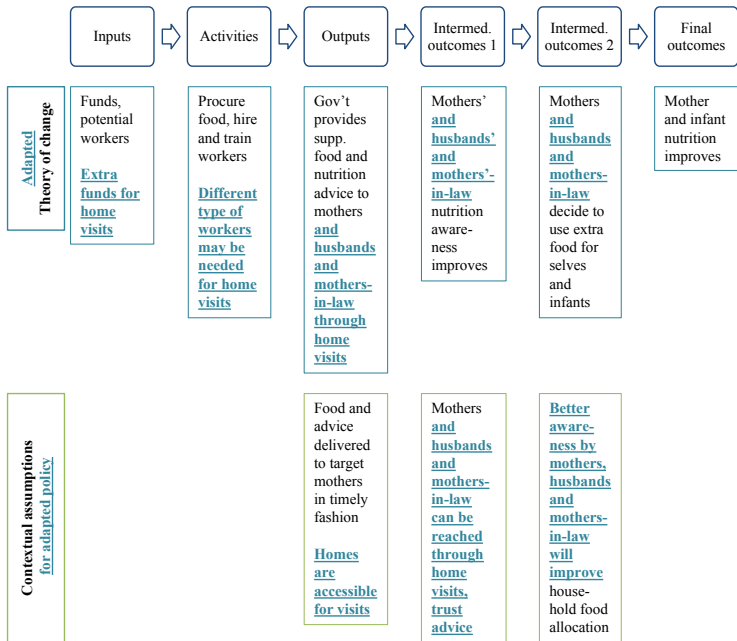 Inputs
Activities
Outputs
Intermed.
outcomes 1
Intermed.
outcomes 2
Final
outcomes
Adapted
Theory of change
Funds,
potential
workers
Extra
funds for
home
visits
Procure
food, hire
and train
workers
Different
type of
workers
may be
needed
for home
visits
Gov't
provides
supp.
food and
nutrition
advice to
mothers
and
husbands
and
mothers-
in-law
through
home
visits
Mothers'
and
husbands'
and
mothers'-
in-law
nutrition
aware-
ness
improves
Mothers
and
husbands
and
mothers-
in-law
decide to
use extra
food for
selves
and
infants
Mother
and infant
nutrition
improves
Contextual assumptions
for adapted policy
Food and
advice
delivered
to target
mothers
in timely
fashion
Homes
are
accessible
for visits
Mothers
and
husbands
and
mothers-
in-law
can be
reached
through
home
visits,
trust
advice
Better
aware-
ness by
mothers,
husbands
and
mothers-
in-law
will
improve
house-
hold food
allocation